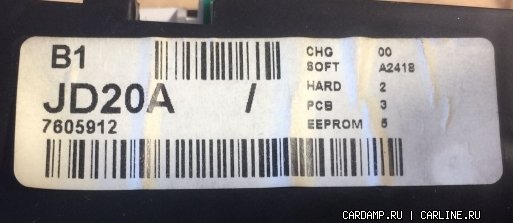 B1
JD20A /
7605912
CHG 00
SOFT A2418
HARD 2
PCB 3
EEPROM 5
CARDAMP.RU | CARLINE.RU